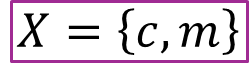 X = {c, m}